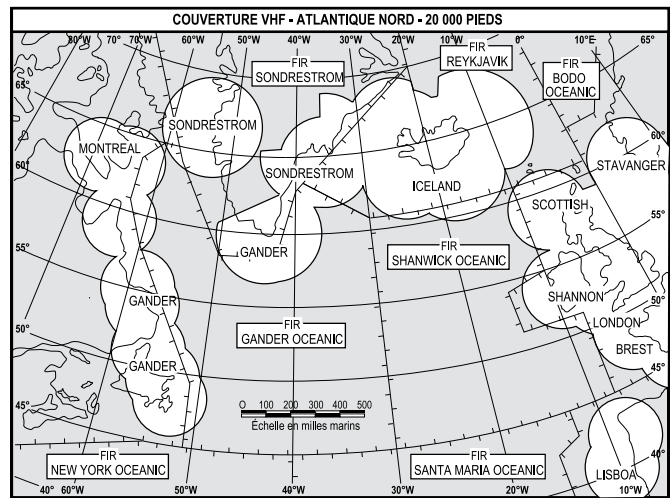 COUVERTURE VHF - ATLANTIQUE NORD - 20 000 PIEDS
80°W
60°W
50°W
40°W
30°W
20°W
10°W
0°
10°E
65°
FIR
SONDRESTROM
FIR
REYKJAVIK
FIR
BODO
OCEANIC
65°
60°
MONTREAL
SONDRESTROM
SONDRESTROM
ICELAND
60°
STAVANGER
SCOTTISH
60°
55°
GANDER
FIR
SHANWICK OCEANIC
55°
55°
GANDER
SHANNON
50°
LONDON
BREST
50°
FIR
GANDER OCEANIC
GANDER
45°
45°
0 100 200 300 400 500
Échelle en milles marins
40°
FIR
NEW YORK OCEANIC
FIR
SANTA MARIA OCEANIC
LISBOA
40° 70°W
60°W
50°W
40°W
30°W
20°W
10°W